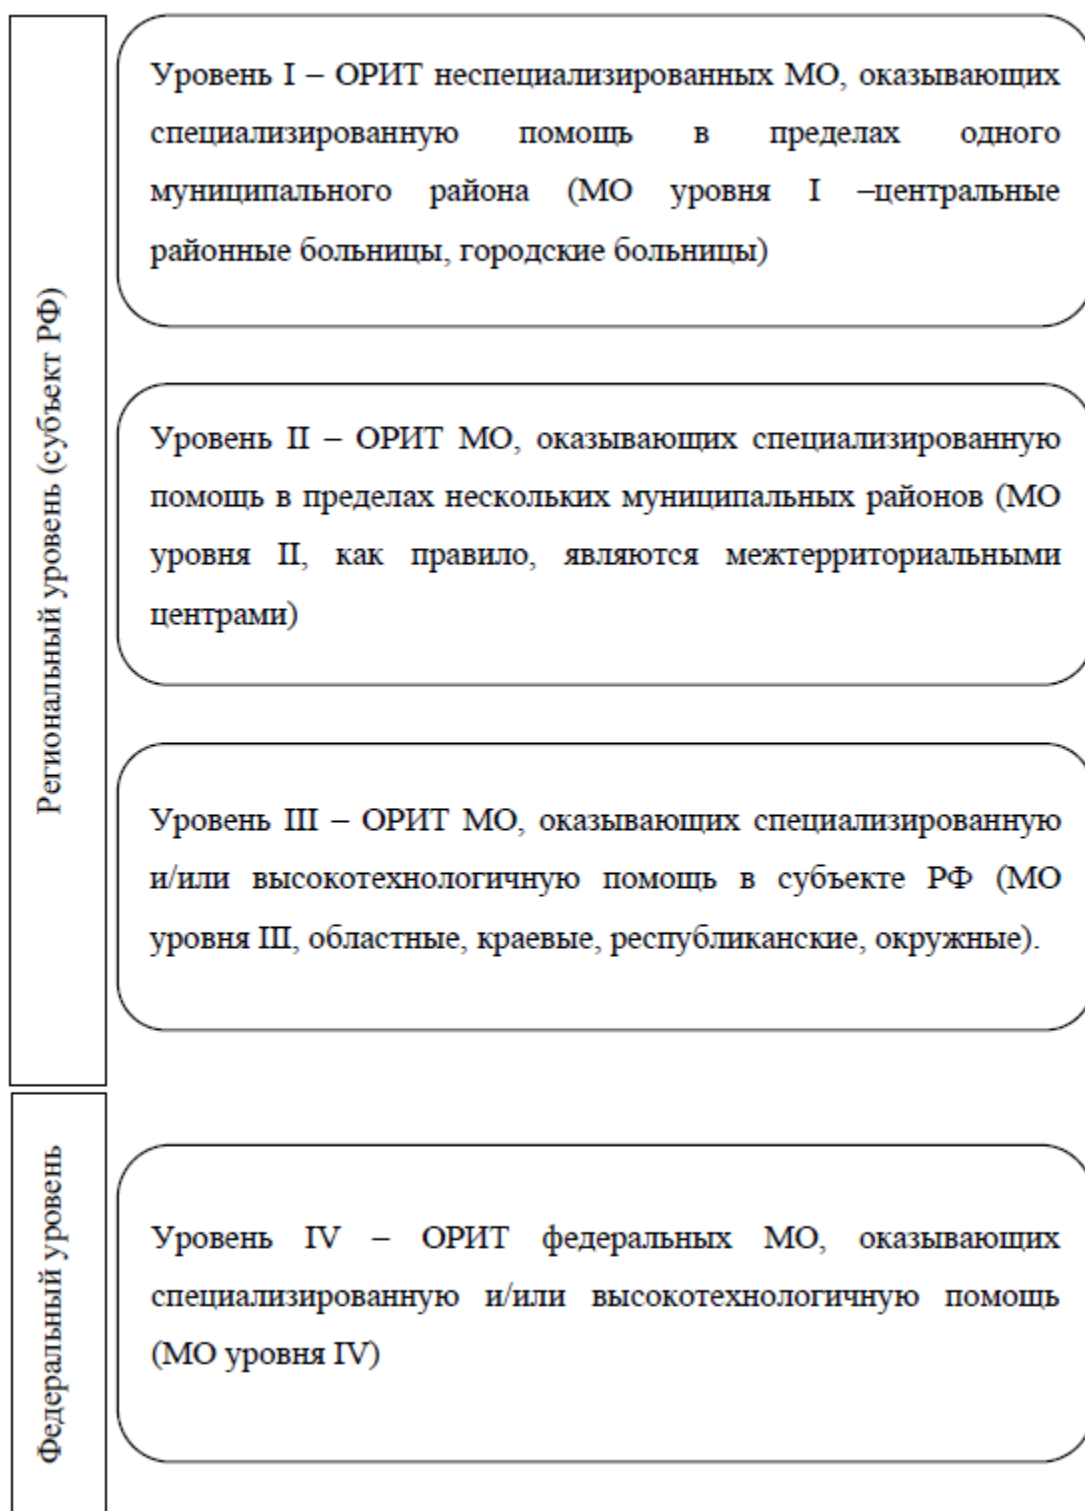 Региональный уровень (субъект РФ)
Уровень I – ОРИТ неспециализированных МО, оказывающих
специализированную помощь в пределах одного
муниципального района (МО уровня I –центральные
районные больницы, городские больницы)
Уровень II – ОРИТ МО, оказывающих специализированную
помощь в пределах нескольких муниципальных районов (МО
уровня II, как правило, являются межтерриториальными
центрами)
Уровень III – ОРИТ МО, оказывающих специализированную
и/или высокотехнологичную помощь в субъекте РФ (МО
уровня III, областные, краевые, республиканские, окружные).
Федеральный уровень
Уровень IV – ОРИТ федеральных МО, оказывающих
специализированную и/или высокотехнологичную помощь
(МО уровня IV)